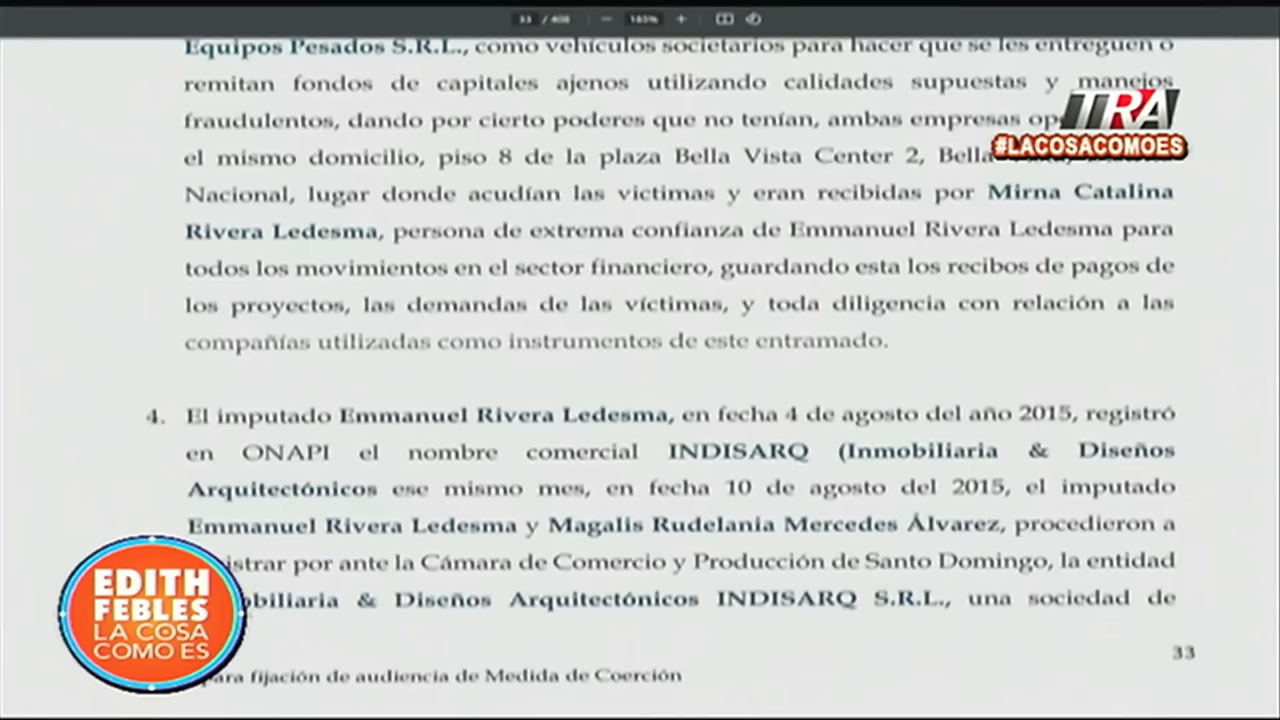 33 / 408 — 185% +
Equipos Pesados S.R.L., como vehículos societarios para hacer que se les entreguen o
remitan fondos de capitales ajenos utilizando calidades supuestas y manejos
fraudulentos, dando por cierto poderes que no tenían, ambas empresas
TRA
#LACOSACOMOES
el mismo domicilio, piso 8 de la plaza Bella Vista Center 2, Bella
Nacional, lugar donde acudían las victimas y eran recibidas por Mirna Catalina
Rivera Ledesma, persona de extrema confianza de Emmanuel Rivera Ledesma para
todos los movimientos en el sector financiero, guardando esta los recibos de pagos de
los proyectos, las demandas de las víctimas, y toda diligencia con relación a las
compañías utilizadas como instrumentos de este entramado.
4. El imputado Emmanuel Rivera Ledesma, en fecha 4 de agosto del año 2015, registró
en ONAPI el nombre comercial INDISARQ (Inmobiliaria & Diseños
Arquitectónicos ese mismo mes, en fecha 10 de agosto del 2015, el imputado
Emmanuel Rivera Ledesma y Magalis Rudelania Mercedes Álvarez, procedieron a
istrar por ante la Cámara de Comercio y Producción de Santo Domingo, la entidad
obiliaria & Diseños Arquitectónicos INDISARQ S.R.L., una sociedad de
33
para fijación de audiencia de Medida de Coerción
EDITH
FEBLES
LA COSA
COMO ES